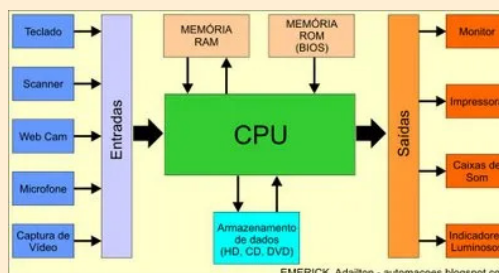 Teclado
Scanner
Web Cam
Microfone
Captura de
Vídeo
Entradas
MEMÓRIA
RAM
MEMÓRIA
ROM
(BIOS)
CPU
Armazenamento
de dados
(HD, CD, DVD)
Saídas
Monitor
Impressora
Caixas de
Som
Indicadores
Luminosos
EMERICK, Adailton - automacoes.blogspot.com